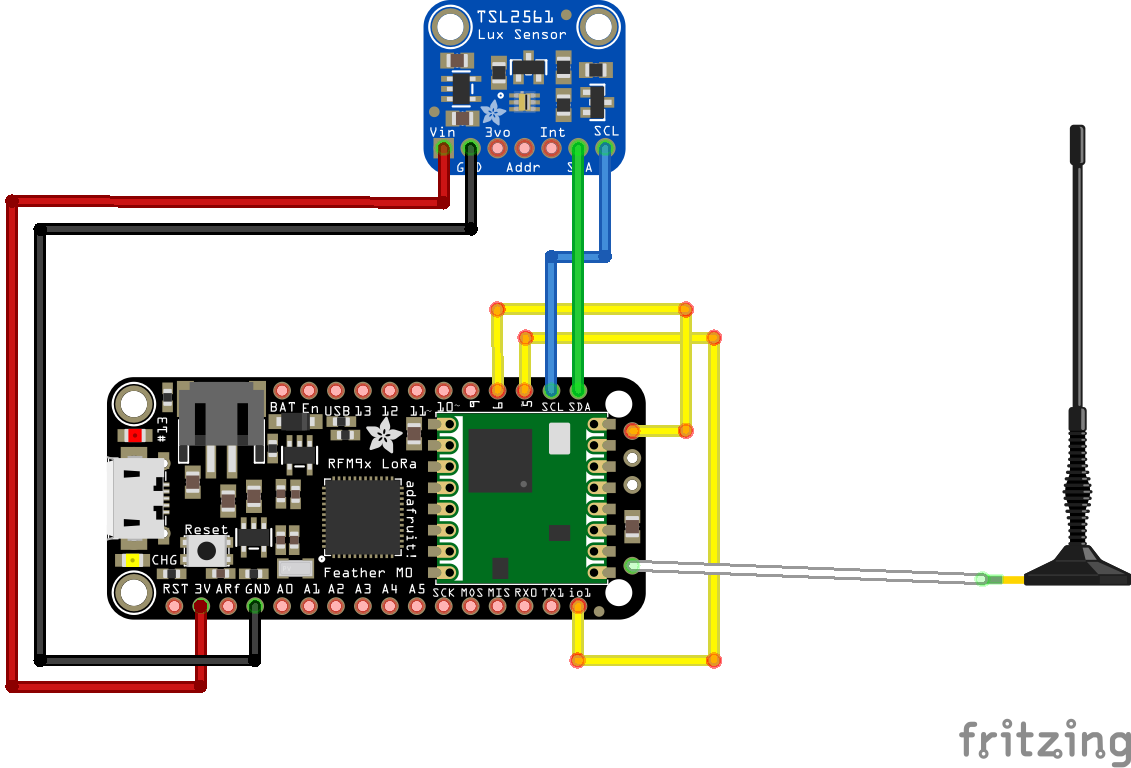 TSL2561
Lux Sensor
Vin 3vo Int SCL
Addr
BAT En USB 13 12 11~ 10~ 9 6 5 SCL SDA
#13
RFM9x LoRa
adafruit!
Reset
CHG
Feather M0
RST 3V ARf GND A0 A1 A2 A3 A4 A5 SCK MOS MIS RX0 TX1 io1
fritzing